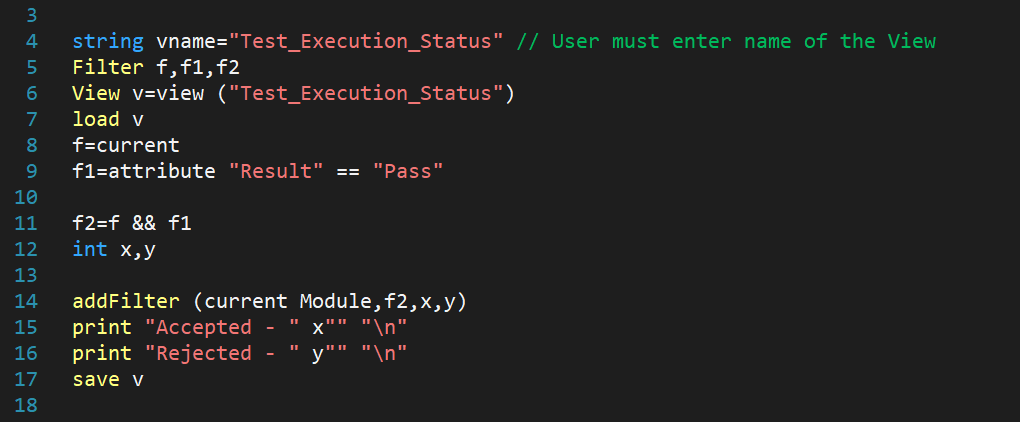 3
4 string vname="Test_Execution_Status" // User must enter name of the View
5 Filter f,f1,f2
6 View v=view ("Test_Execution_Status")
7 load v
8 f=current
9 f1=attribute "Result" == "Pass"
10
11 f2=f && f1
12 int x,y
13
14 addFilter (current Module,f2,x,y)
15 print "Accepted - " x"" "\n"
16 print "Rejected - " y"" "\n"
17 save v
18